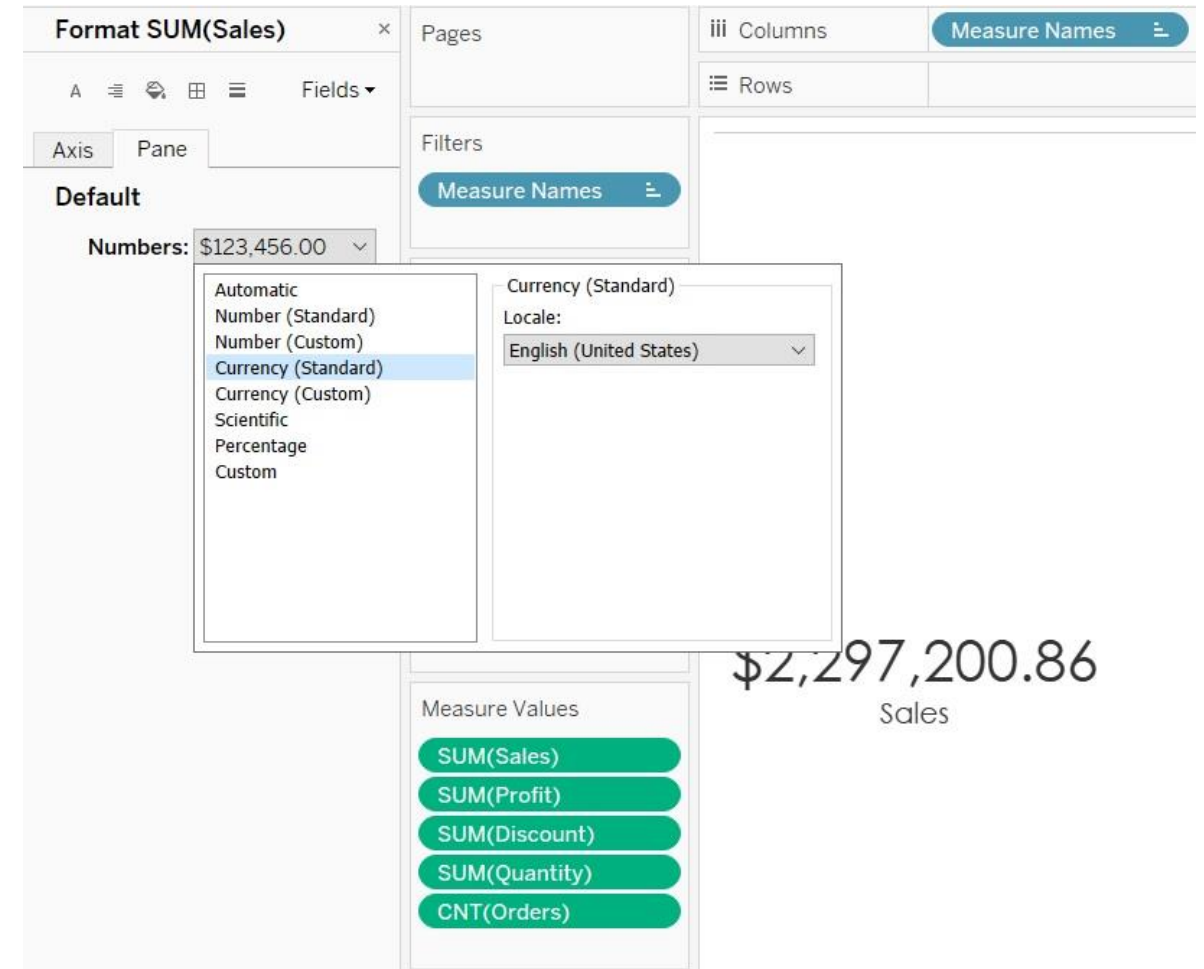 Format SUM(Sales) ×
A Fields
Axis Pane
Default
Numbers: $123,456.00
Automatic
Number (Standard)
Number (Custom)
Currency (Standard)
Currency (Custom)
Scientific
Percentage
Custom
Currency (Standard)
Locale:
English (United States)
Pages
Filters
Measure Names
Measure Values
SUM(Sales)
SUM(Profit)
SUM(Discount)
SUM(Quantity)
CNT(Orders)
Columns Measure Names
Rows
$2,297,200.86
Sales